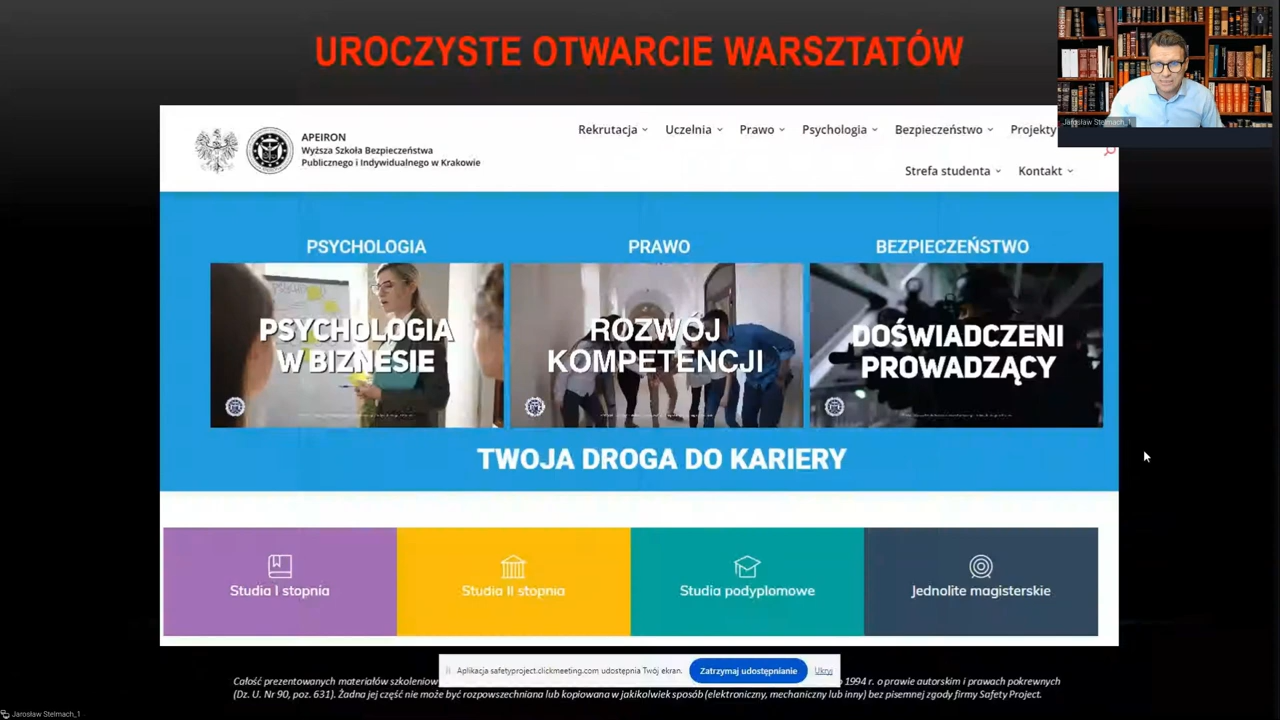 UROCZYSTE OTWARCIE WARSZTATÓW
Jarosław Stelmach_1
APEIRON
Wyższa Szkoła Bezpieczeństwa
Publicznego i Indywidualnego w Krakowie
Rekrutacja Uczelnia Prawo Psychologia Bezpieczeństwo Projekty
Strefa studenta Kontakt
PSYCHOLOGIA PRAWO BEZPIECZEŃSTWO
PSYCHOLOGIA
W BIZNESIE
ROZWÓJ
KOMPETENCJI
DOŚWIADCZENI
PROWADZĄCY
TWOJA DROGA DO KARIERY
Studia I stopnia
Studia II stopnia
Studia podyplomowe
Jednolite magisterskie
Aplikacja safetyproject.clickmeeting.com udostępnia Twój ekran. Zatrzymaj udostępnianie Ukryj
Całość prezentowanych materiałów 1994 r. o prawie autorskim i prawach pokrewnych
(Dz. U. Nr 90, poz. 631). Żadna jej część nie może być rozpowszechniana lub kopiowana w jakikolwiek sposób (elektroniczny, mechaniczny lub inny) bez pisemnej zgody firmy Safety Project.
Jarosław Stelmach_1